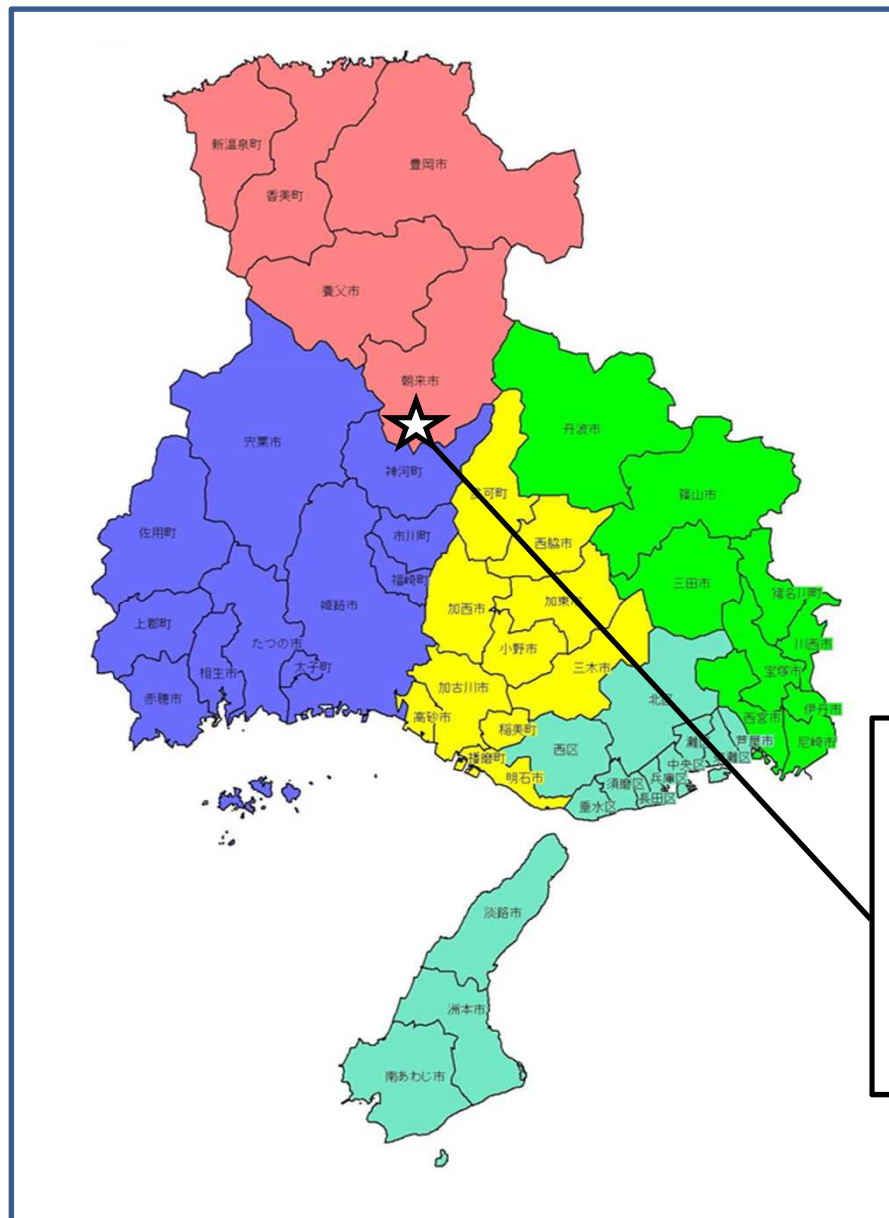 新温泉町
豊岡市
香美町
養父市
朝来市
宍粟市
丹波市
神河町
多可町
篠山市
佐用町
市川町
西脇市
福崎町
三田市
猪名川町
姫路市
加西市
加東市
上郡町
たつの市
川西市
小野市
太子町
三木市
宝塚市
相生市
赤穂市
加古川市
北区
伊丹市
高砂市
西宮市
稲美町
灘区
芦屋市
尼崎市
西区
東灘区
播磨町
中央区
明石市
須磨区
兵庫区
垂水区
長田区
淡路市
洲本市
南あわじ市